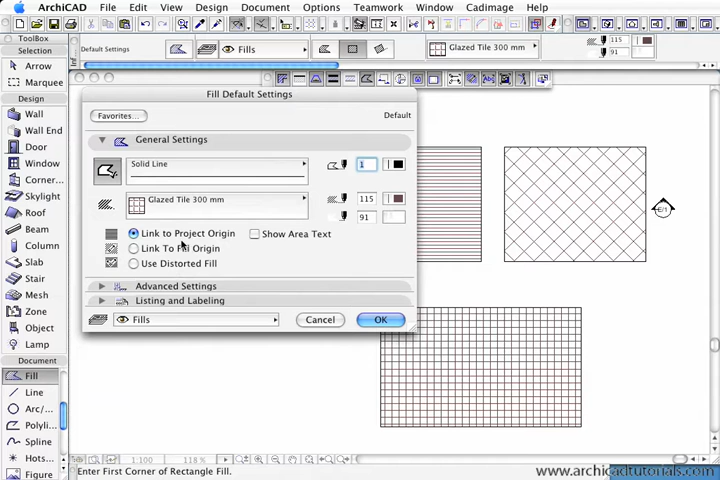 ArchiCAD File Edit View Design Document Options Teamwork Window Cadimage Help
ToolBox
Selection
Arrow
Marquee
Design
Wall
Wall End
Door
Window
Corner...
Skylight
Roof
Beam
Column
Slab
Stair
Mesh
Zone
Object
Lamp
Document
Fill
Line
Arc/...
Polyli...
Spline
Hots...
Figure
Default Settings
Fills
Glazed Tile 300 mm
115
91
Fill Default Settings
Favorites...
Default
General Settings
Solid Line
1
Glazed Tile 300 mm
115
91
Link to Project Origin
Show Area Text
Link To Fill Origin
Use Distorted Fill
Advanced Settings
Listing and Labeling
Fills
Cancel
OK
E/1
1:100
118 %
Enter First Corner of Rectangle Fill.
www.archicadtutorials.com